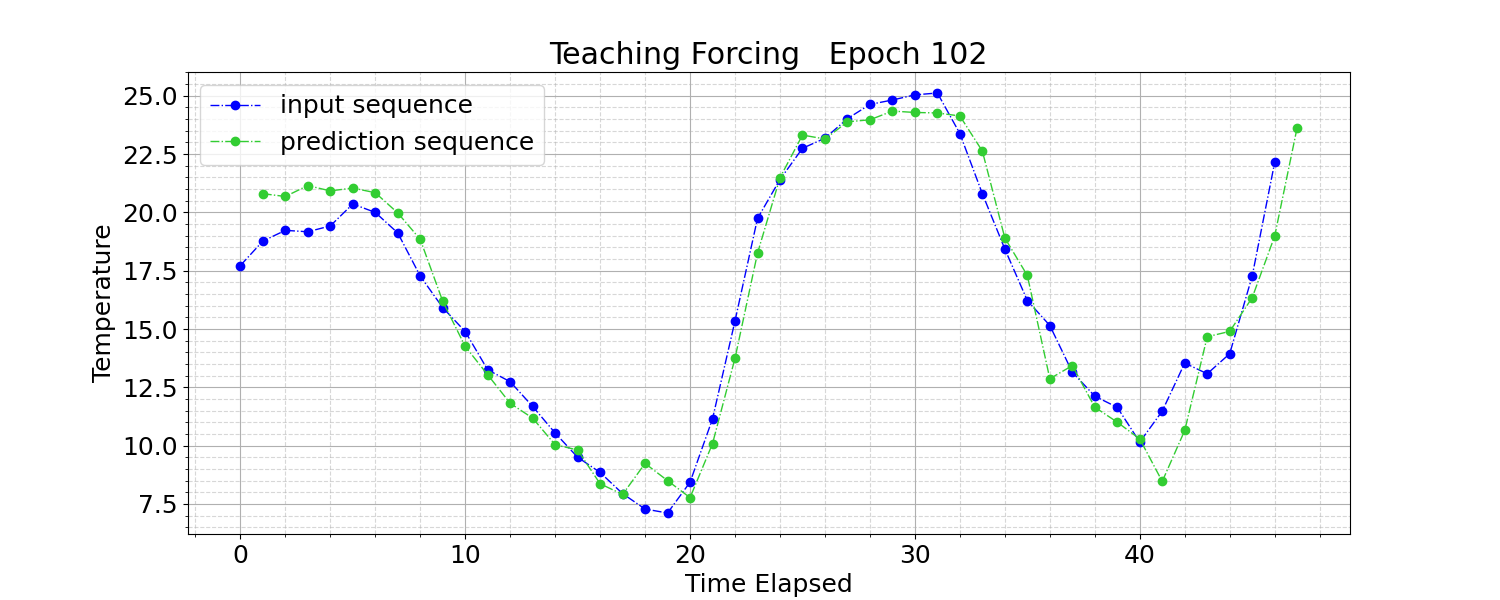 Teaching Forcing   Epoch 102
input sequence
prediction sequence
25.0
22.5
20.0
17.5
15.0
12.5
10.0
7.5
Temperature
0 10 20 30 40
Time Elapsed